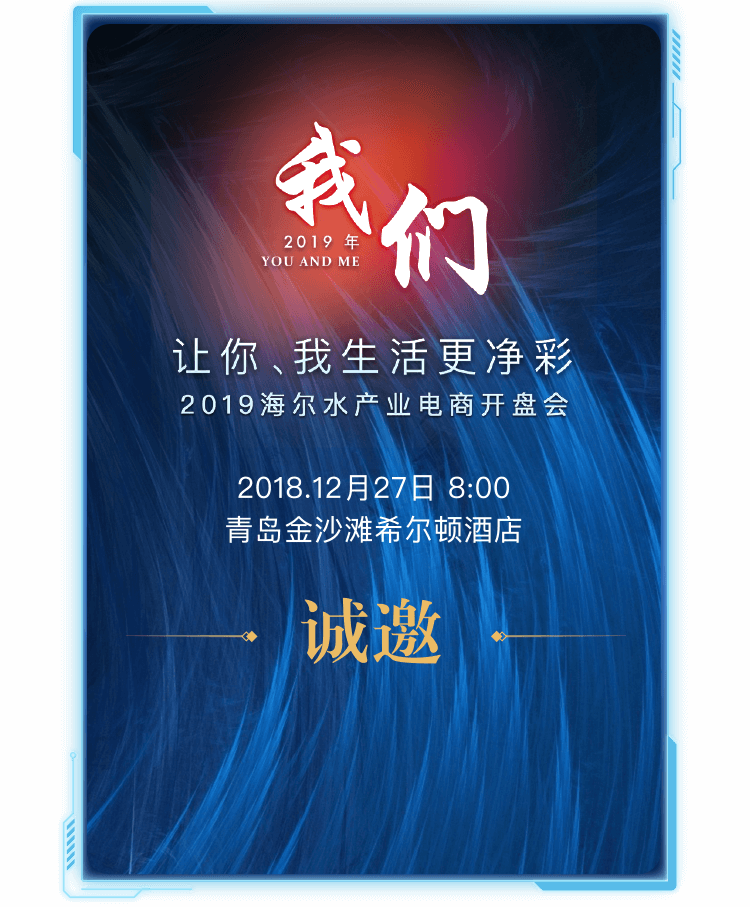 我们
2019 年
YOU AND ME
让你、我生活更净彩
2019海尔水产业电商开盘会
2018.12月27日 8:00
青岛金沙滩希尔顿酒店
诚邀